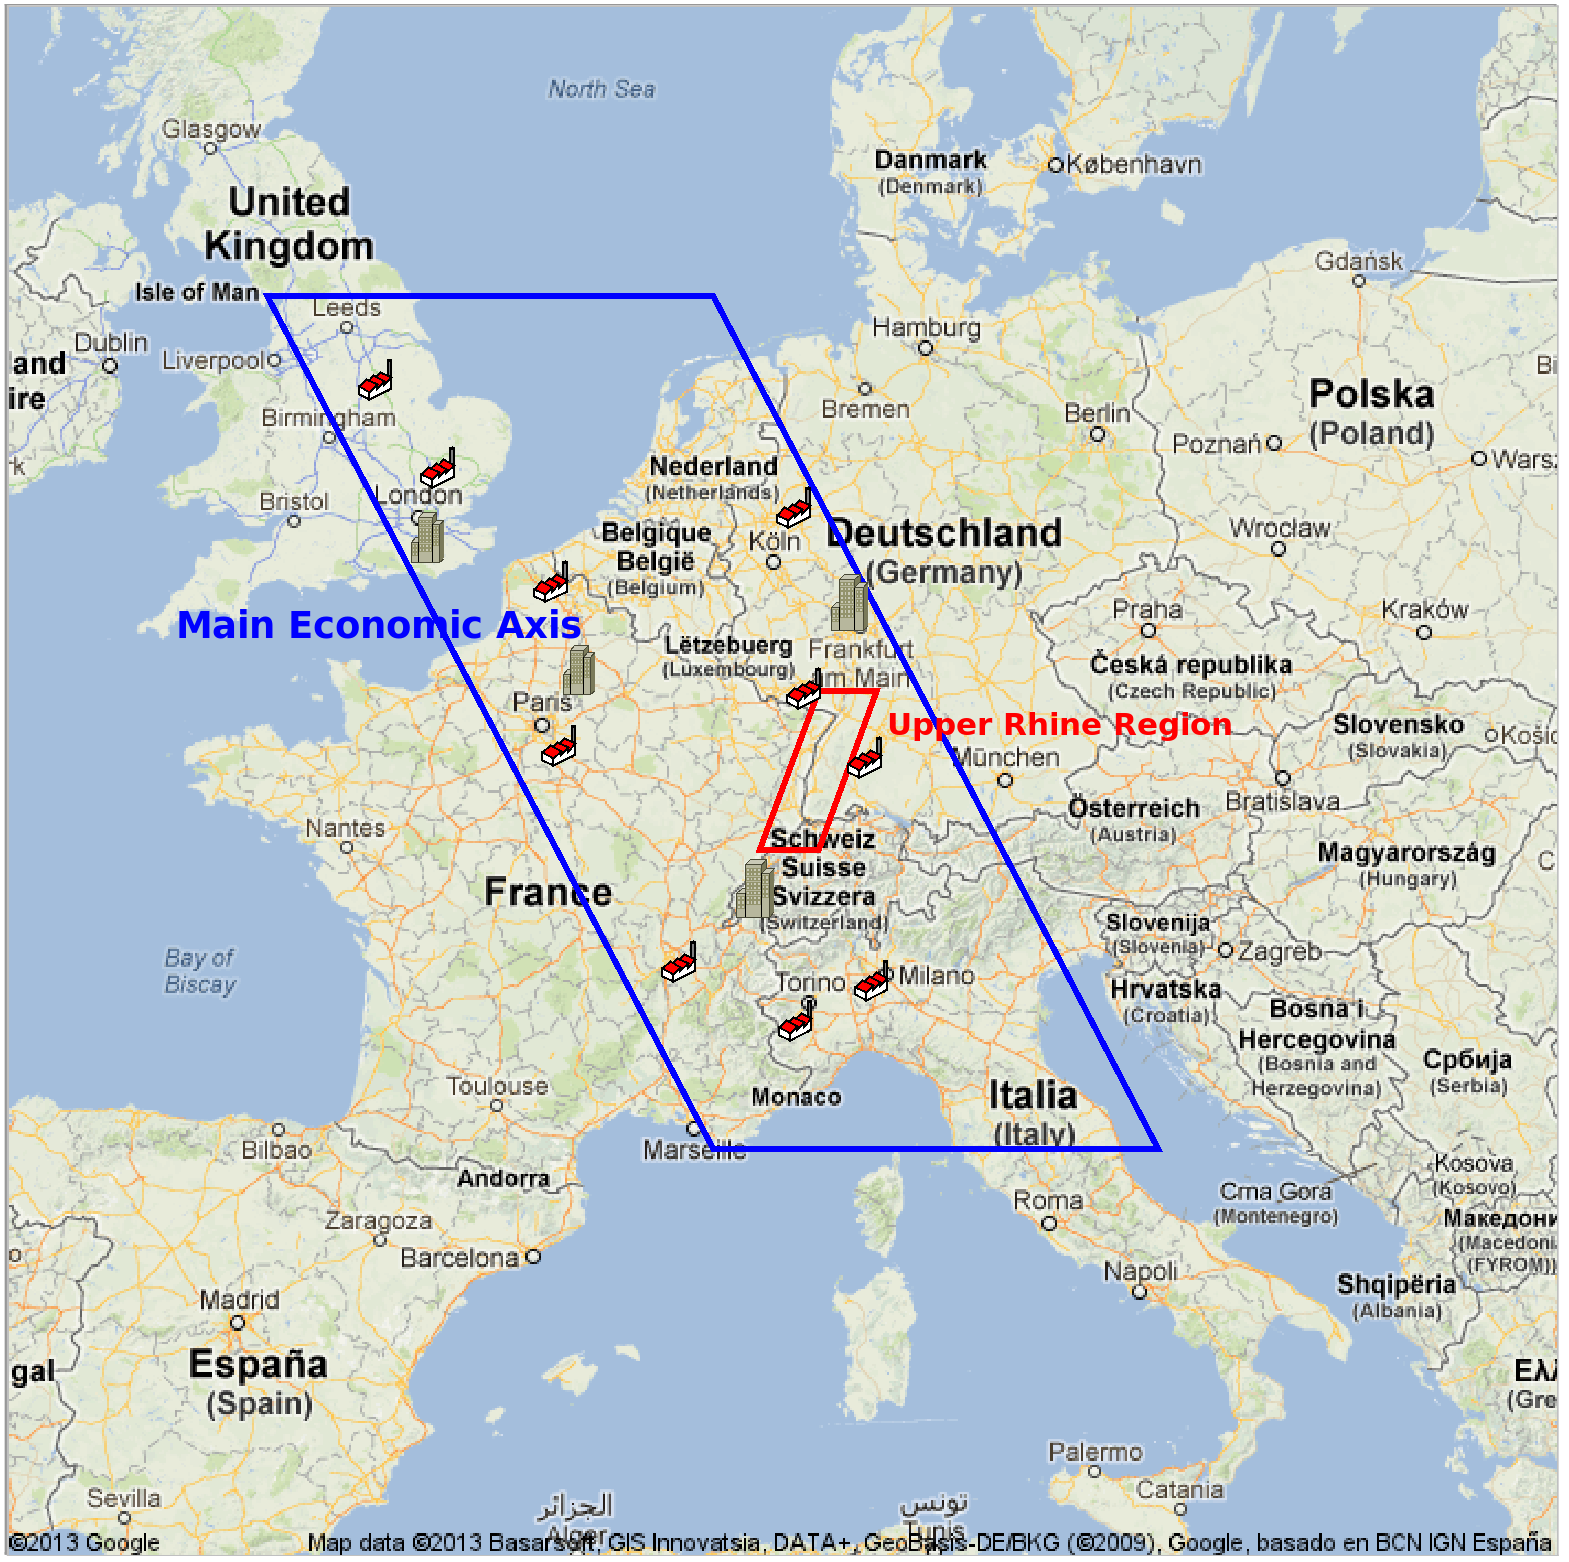 North Sea
Glasgow
Danmark
(Denmark)
København
United
Kingdom
Gdańsk
Isle of Man
Leeds
Hamburg
Dublin
Liverpool
land
ire
Bi
Bremen
Polska
(Poland)
Birmingham
Berlin
Poznań
Warsz
rk
Nederland
(Netherlands)
London
Bristol
Belgique
België
(Belgium)
Köln
Deutschland
(Germany)
Wrocław
Praha
Kraków
Main Economic Axis
Lëtzebuerg
(Luxembourg)
Frankfurt
am Main
Česká republika
(Czech Republic)
Paris
Upper Rhine Region
Slovensko
(Slovakia)
Košic
München
Nantes
Österreich
(Austria)
Bratislava
Schweiz
Suisse
Svizzera
(Switzerland)
Magyarország
(Hungary)
C
France
Slovenija
(Slovenia)
Zagreb
Bay of
Biscay
Torino
Milano
Hrvatska
(Croatia)
Bosna i
Hercegovina
(Bosnia and
Herzegovina)
Србија
(Serbia)
Toulouse
Monaco
Italia
(Italy)
Bilbao
Marseille
Andorra
Kosova
(Kosovo)
Crna Gora
(Montenegro)
Roma
Македони
(Macedoni
(FYROM))
Zaragoza
Barcelona
Napoli
Shqipëria
(Albania)
Madrid
gal
España
(Spain)
Ελλ
(Gre
Palermo
Catania
Sevilla
الجزائر
Alger
تونس
Tunis
©2013 Google
Map data ©2013 Basarsoft, GIS Innovatsia, DATA+, GeoBasis-DE/BKG (©2009), Google, basado en BCN IGN España